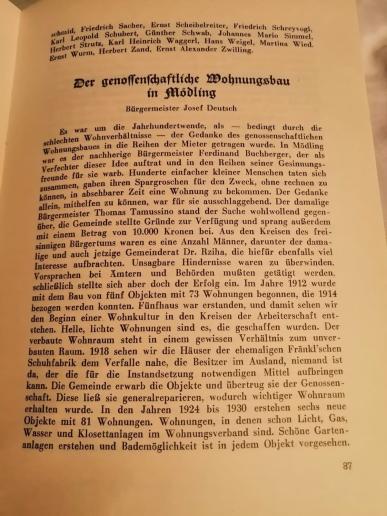 schmid, Friedrich Sacher, Ernst Scheibelreiter, Friedrich Schreyvogl,
Karl Leopold Schubert, Günther Schwab, Johannes Mario Simmel,
Herbert Strutz, Karl Heinrich Waggerl, Hans Weigel, Martina Wied,
Ernst Wurm, Herbert Zand, Ernst Alexander Zwilling.
Der genossenschaftliche Wohnungsbau
in Mödling
Bürgermeister Josef Deutsch
Es war um die Jahrhundertwende, als — bedingt durch die
schlechten Wohnverhältnisse — der Gedanke des genossenschaftlichen
Wohnungsbaues in die Reihen der Mieter getragen wurde. In Mödling
war es der nachherige Bürgermeister Ferdinand Buchberger, der als
Verfechter dieser Idee auftrat und in den Reihen seiner Gesinnungs-
freunde für sie warb. Hunderte einfach kleiner Menschen taten sich
zusammen, gaben ihren Spargroschen für den Zweck, ohne rechnen zu
können, in absehbarer Zeit eine Wohnung zu bekommen. Der Gedanke
allein, mithelfen zu können, war für sie ausschlaggebend. Der damalige
Bürgermeister Thomas Tamussino stand der Sache wohlwollend gegen-
über, die Gemeinde stellte Gründe zur Verfügung und sprang außerdem
mit einem Betrag von 10.000 Kronen bei. Aus den Kreisen des frei-
sinnigen Bürgertums waren es eine Anzahl Männer, darunter der dama-
lige und auch jetzige Gemeinderat Dr. Rziha, die hiefür ebenfalls viel
Interesse aufbrachten. Unsagbare Hindernisse waren zu überwinden,
Vorsprachen bei Ämtern und Behörden mußten getätigt werden,
schließlich stellte sich aber doch der Erfolg ein. Im Jahre 1912 wurde
mit dem Bau von fünf Objekten mit 73 Wohnungen begonnen, die 1914
bezogen werden konnten. Fünfhaus war erstanden, und damit sehen wir
den Beginn einer Wohnkultur in den Kreisen der Arbeiterschaft ent-
stehen. Helle, lichte Wohnungen sind es, die geschaffen wurden. Der
verbaute Wohnraum steht in einem gewissen Verhältnis zum unver-
bauten Raum. 1918 sehen wir die Häuser der ehemaligen Fränkl'schen
Schuhfabrik dem Verfalle nahe, die Besitzer im Ausland, niemand ist
da, der die für die Instandsetzung notwendigen Mittel aufbringen
kann. Die Gemeinde erwarb die Objekte und übertrug sie der Genossen-
schaft. Diese ließ sie generalreparieren, wodurch wichtiger Wohnraum
erhalten wurde. In den Jahren 1924 bis 1930 erstehen sechs neue
Objekte mit 81 Wohnungen. Wohnungen, in denen schon Licht, Gas,
Wasser und Klosettanlagen im Wohnungsverband sind. Schöne Garten-
anlagen erstehen und Bademöglichkeit ist in jedem Objekt vorgesehen.
87